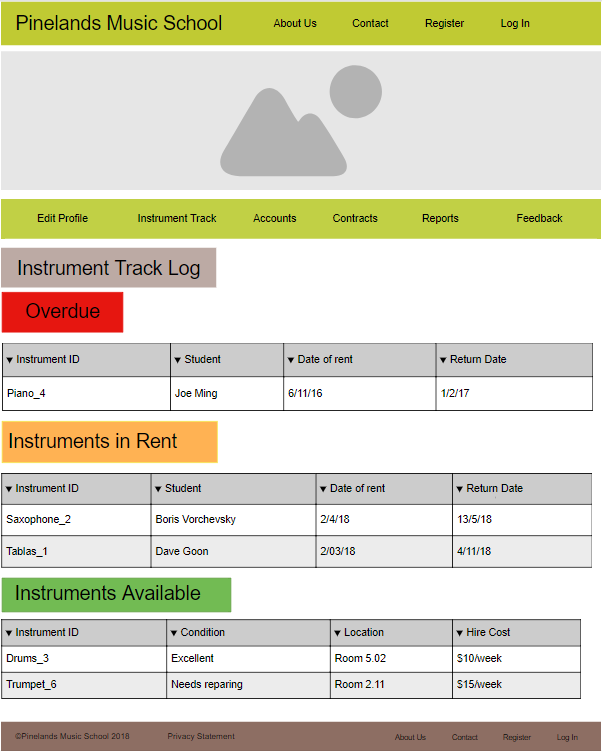 Pinelands Music School About Us Contact Register Log In
Edit Profile Instrument Track Accounts Contracts Reports Feedback
Instrument Track Log
Overdue
▼ Instrument ID ▼ Student ▼ Date of rent ▼ Return Date
Piano_4 Joe Ming 6/11/16 1/2/17
Instruments in Rent
▼ Instrument ID ▼ Student ▼ Date of rent ▼ Return Date
Saxophone_2 Boris Vorchevsky 2/4/18 13/5/18
Tablas_1 Dave Goon 2/03/18 4/11/18
Instruments Available
▼ Instrument ID ▼ Condition ▼ Location ▼ Hire Cost
Drums_3 Excellent Room 5.02 $10/week
Trumpet_6 Needs reparing Room 2.11 $15/week
©Pinelands Music School 2018 Privacy Statement About Us Contact Register Log In